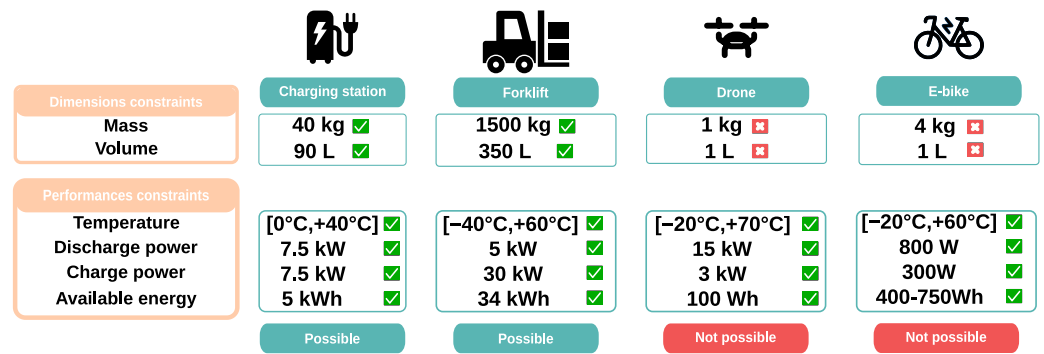 Charging station Forklift Drone E-bike
Dimensions constraints
Mass 40 kg 1500 kg 1 kg 4 kg
Volume 90 L 350 L 1 L 1 L
Performances constraints
Temperature [0°C,+40°C] [−40°C,+60°C] [−20°C,+70°C] [−20°C,+60°C]
Discharge power 7.5 kW 5 kW 15 kW 800 W
Charge power 7.5 kW 30 kW 3 kW 300W
Available energy 5 kWh 34 kWh 100 Wh 400-750Wh
Possible Possible Not possible Not possible